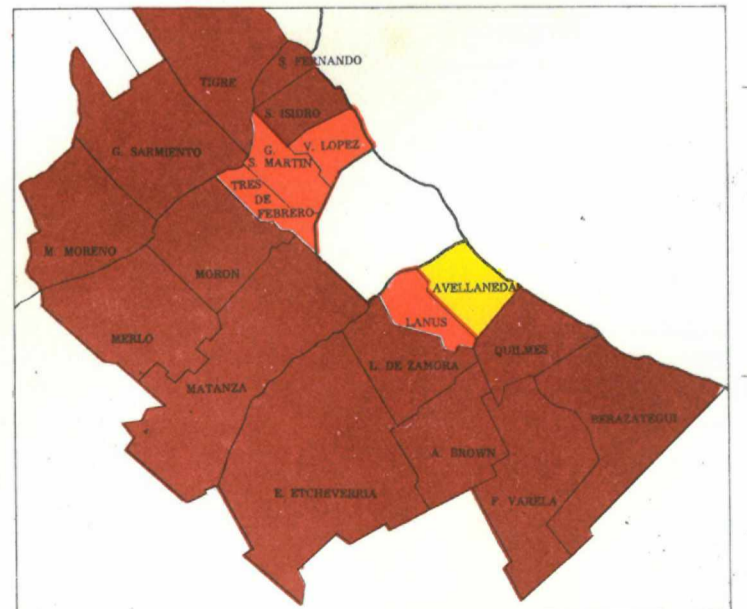 S. FERNANDO
TIGRE
S. ISIDRO
G. SARMIENTO
V. LOPEZ
G.
S. MARTIN
TRES
DE
FEBRERO
M. MORENO
MORON
AVELLANEDA
LANUS
MERLO
QUILMES
L. DE ZAMORA
MATANZA
BERAZATEGUI
A. BROWN
E. ETCHEVERRIA
F. VARELA